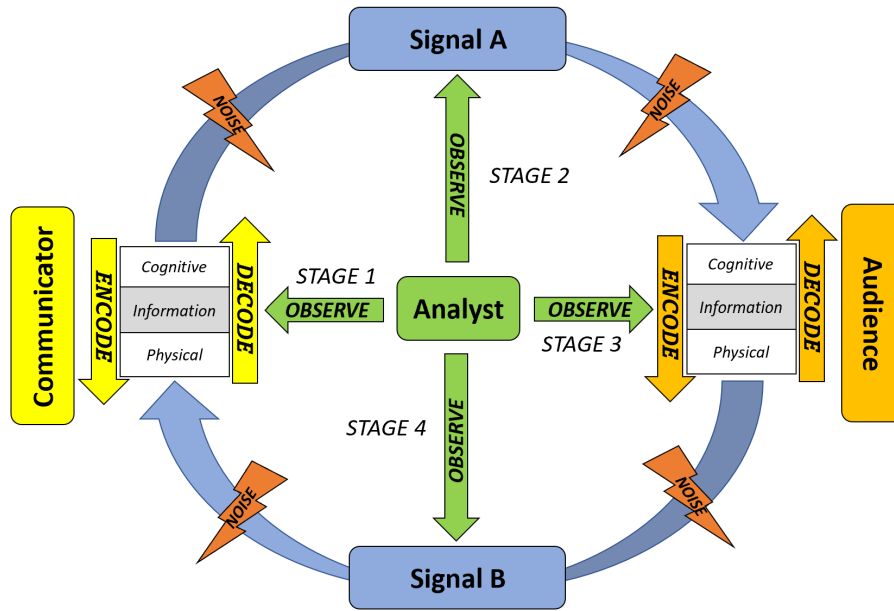 Signal A
NOISE
NOISE
OBSERVE
STAGE 2
Communicator
ENCODE
Cognitive
Information
Physical
DECODE
STAGE 1
OBSERVE
Analyst
OBSERVE
STAGE 3
ENCODE
Cognitive
Information
Physical
DECODE
Audience
STAGE 4
OBSERVE
NOISE
NOISE
Signal B